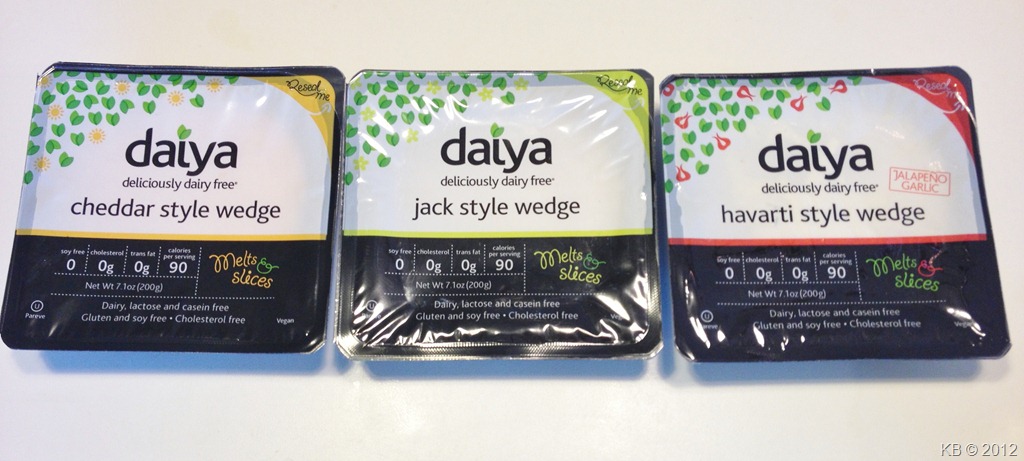 Reseal me
daiya
deliciously dairy free*
cheddar style wedge
soy free 0
cholesterol 0g
trans fat 0g
calories per serving 90
Melts & slices
Net Wt 7.1oz (200g)
Dairy, lactose and casein free
Gluten and soy free • Cholesterol free
U
Pareve
Vegan
Reseal me
daiya
deliciously dairy free*
jack style wedge
soy free 0
cholesterol 0g
trans fat 0g
calories per serving 90
Melts & slices
Net Wt 7.1oz (200g)
Dairy, lactose and casein free
Gluten and soy free • Cholesterol free
Reseal me
daiya
deliciously dairy free*
JALAPEÑO
GARLIC
havarti style wedge
soy free 0
cholesterol 0g
trans fat 0g
calories per serving 90
Melts & slices
Net Wt 7.1oz (200g)
Dairy, lactose and casein free
Gluten and soy free • Cholesterol free
U
Pareve
Vegan
KB © 2012